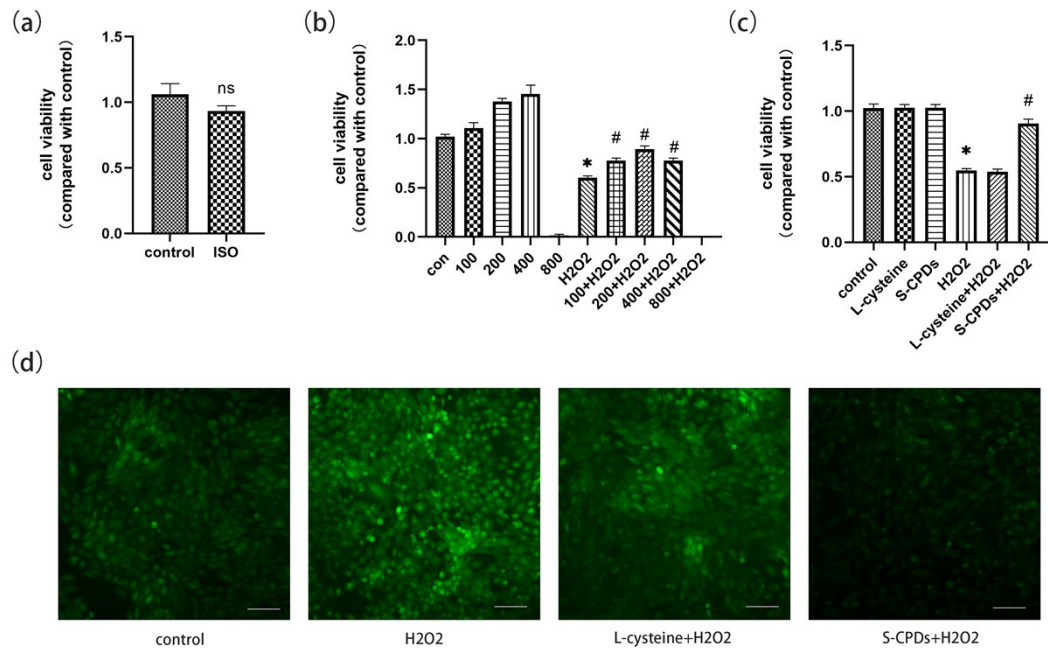 (a)
cell viability
(compared with control)
1.5
1.0
0.5
0.0
ns
control
ISO
(b)
cell viability
(compared with control)
2.0
1.5
1.0
0.5
0.0
*
#
#
#
con
100
200
400
800
H2O2
100+H2O2
200+H2O2
400+H2O2
800+H2O2
(c)
cell viability
(compared with control)
1.5
1.0
0.5
0.0
*
#
control
L-cysteine
S-CPDs
H2O2
L-cysteine+H2O2
S-CPDs+H2O2
(d)
control
H2O2
L-cysteine+H2O2
S-CPDs+H2O2